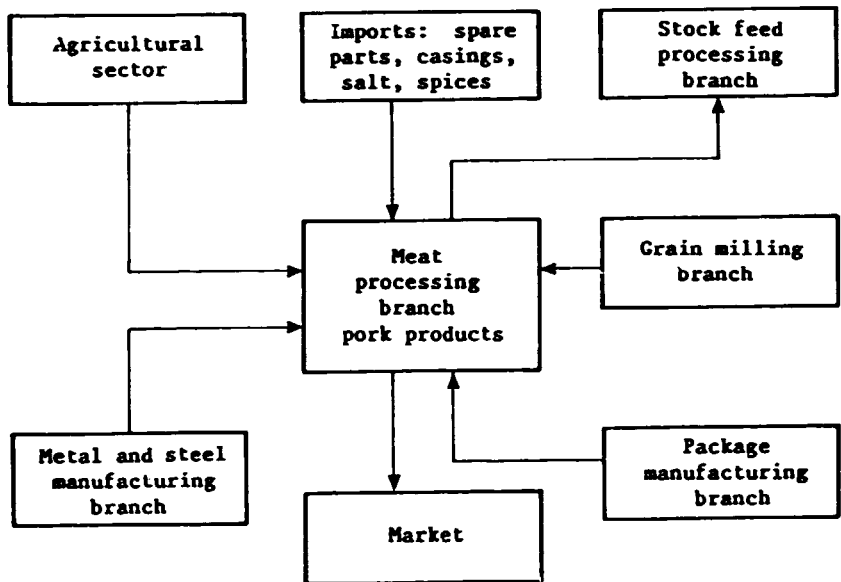 Agricultural
sector
Imports: spare
parts, casings,
salt, spices
Stock feed
processing
branch
Meat
processing
branch
pork products
Grain milling
branch
Metal and steel
manufacturing
branch
Package
manufacturing
branch
Market